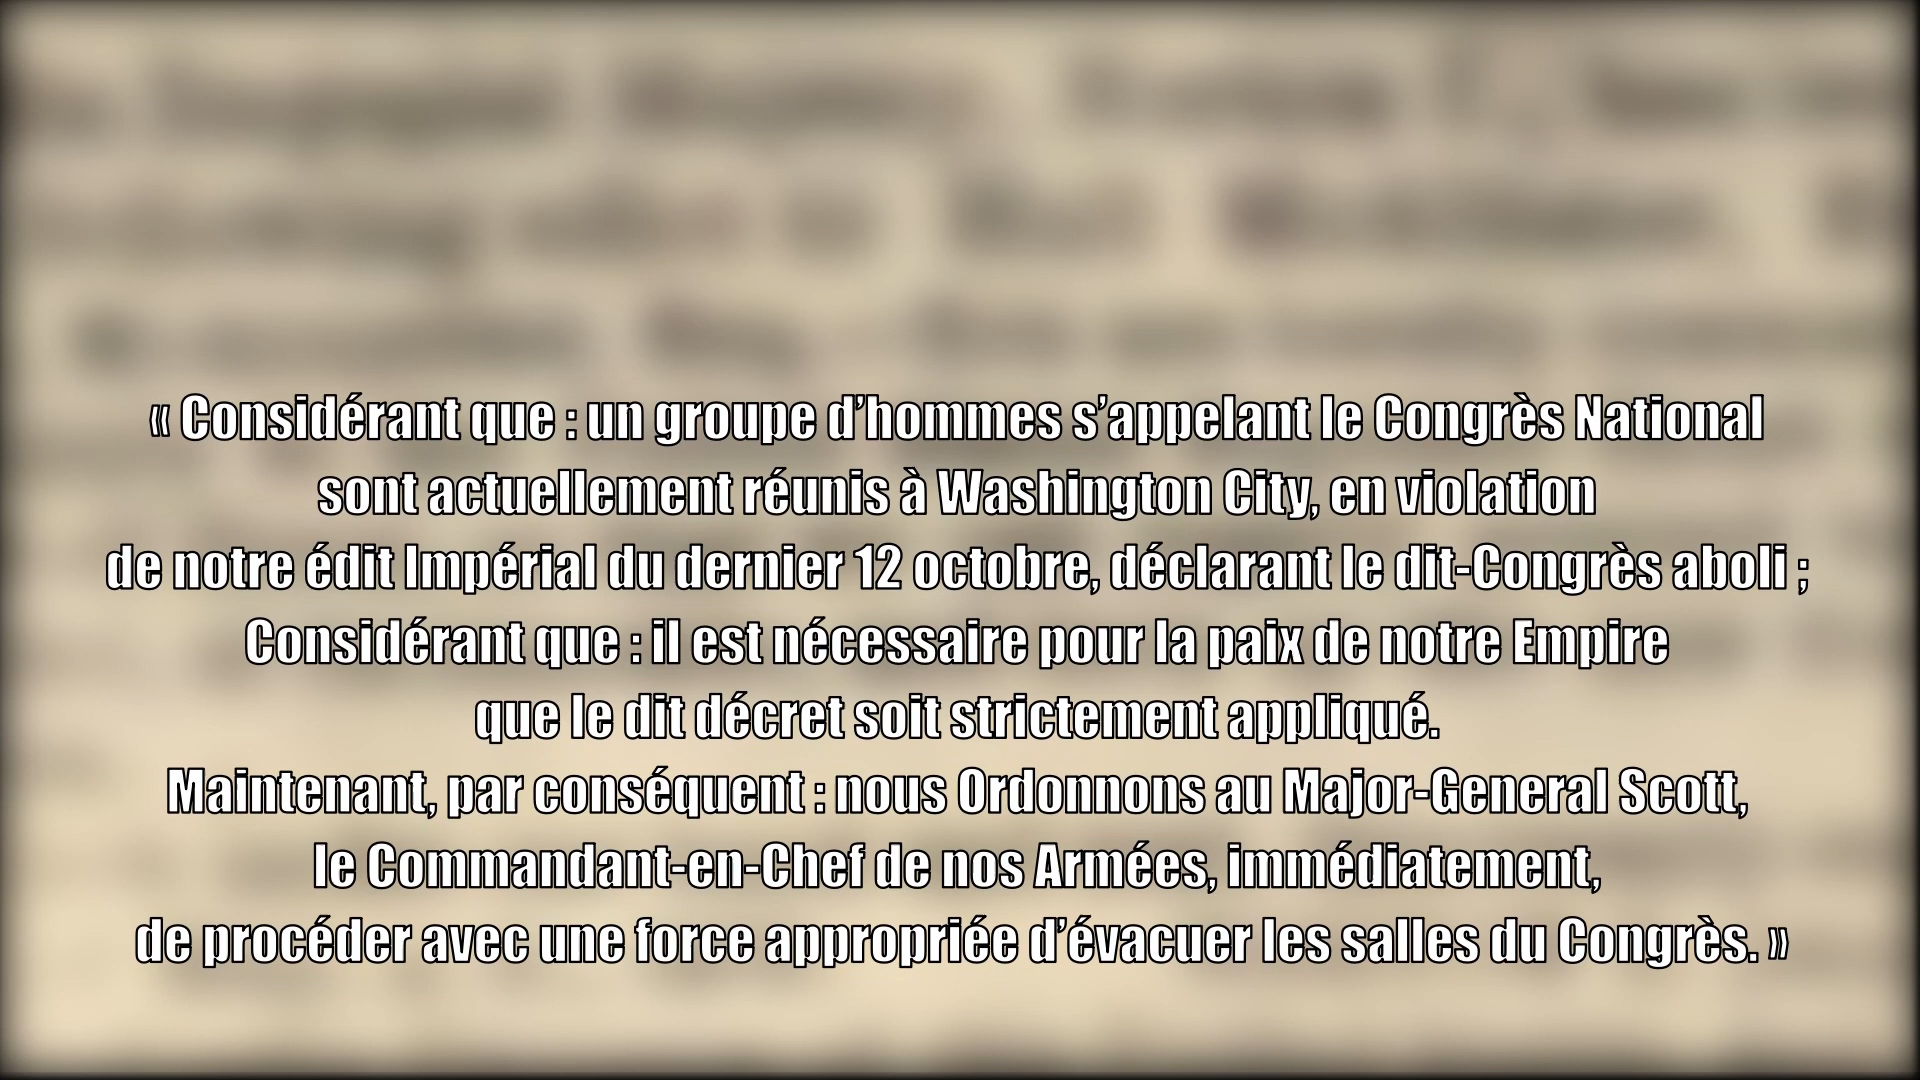 « Considérant que : un groupe d’hommes s’appelant le Congrès National
sont actuellement réunis à Washington City, en violation
de notre édit Impérial du dernier 12 octobre, déclarant le dit-Congrès aboli ;
Considérant que : il est nécessaire pour la paix de notre Empire
que le dit décret soit strictement appliqué.
Maintenant, par conséquent : nous Ordonnons au Major-General Scott,
le Commandant-en-Chef de nos Armées, immédiatement,
de procéder avec une force appropriée d’évacuer les salles du Congrès. »